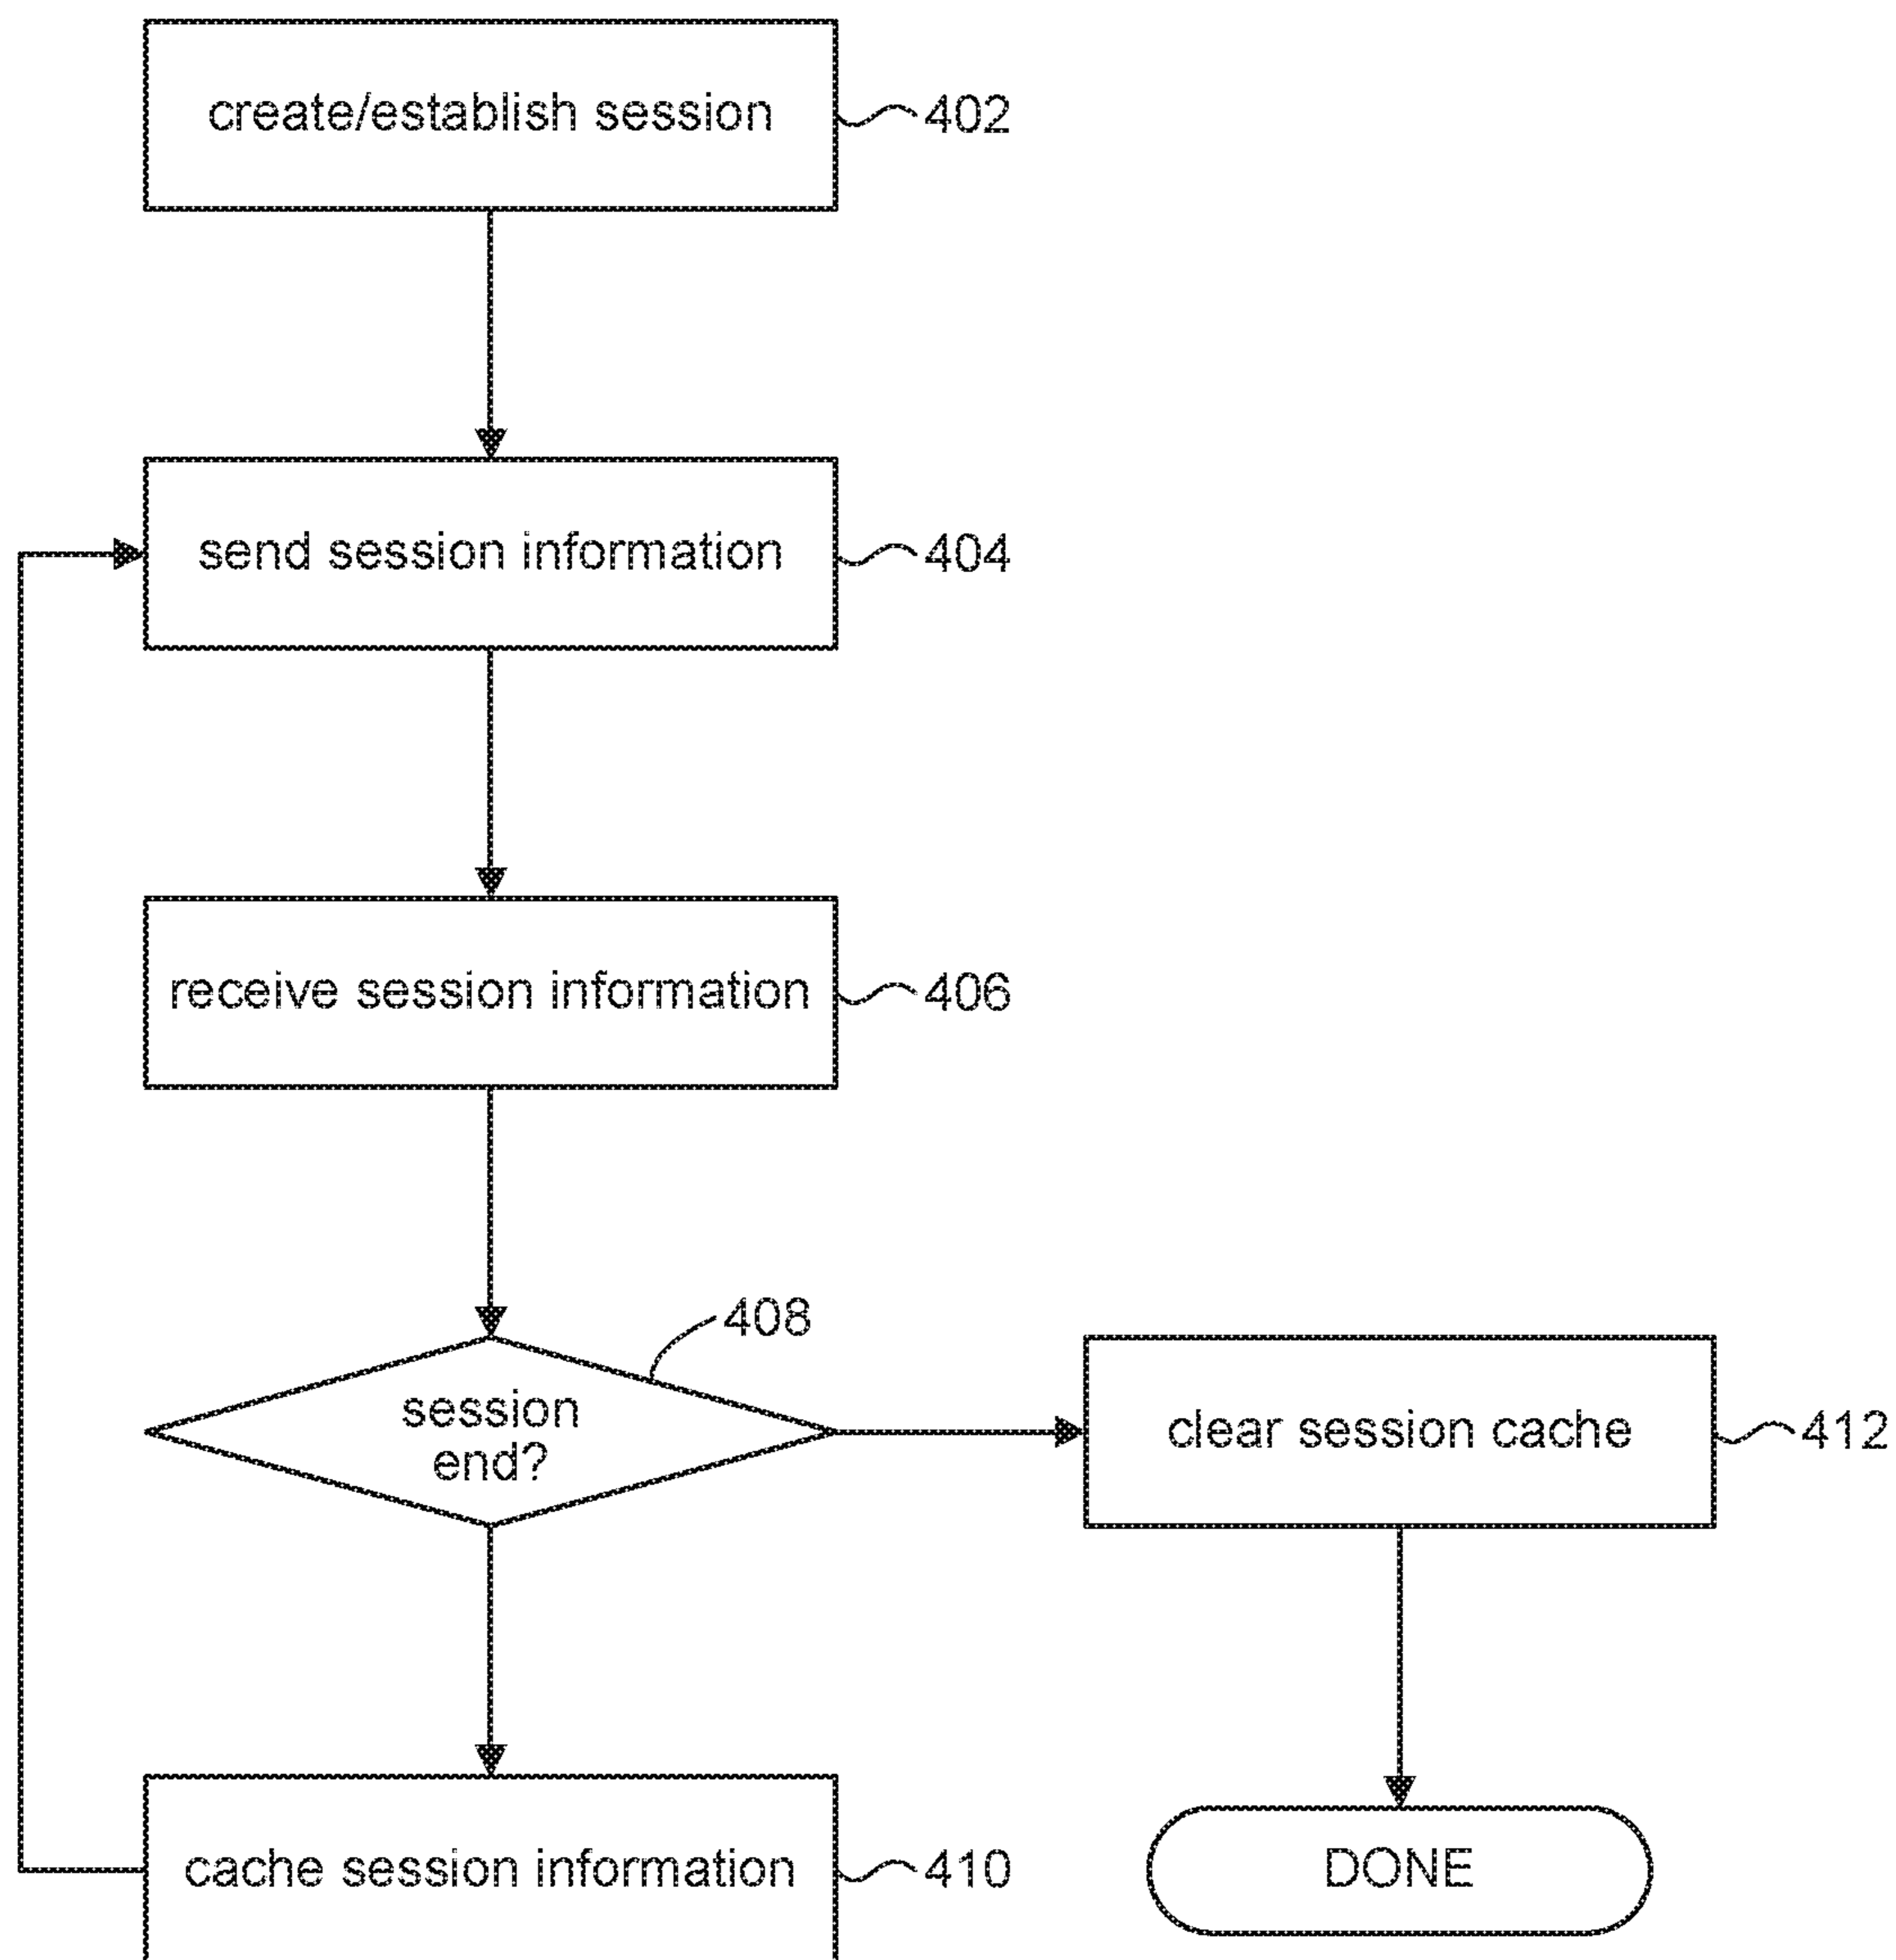 create/establish session
402
send session information
404
receive session information
406
408
session
end?
clear session cache
412
cache session information
410
DONE